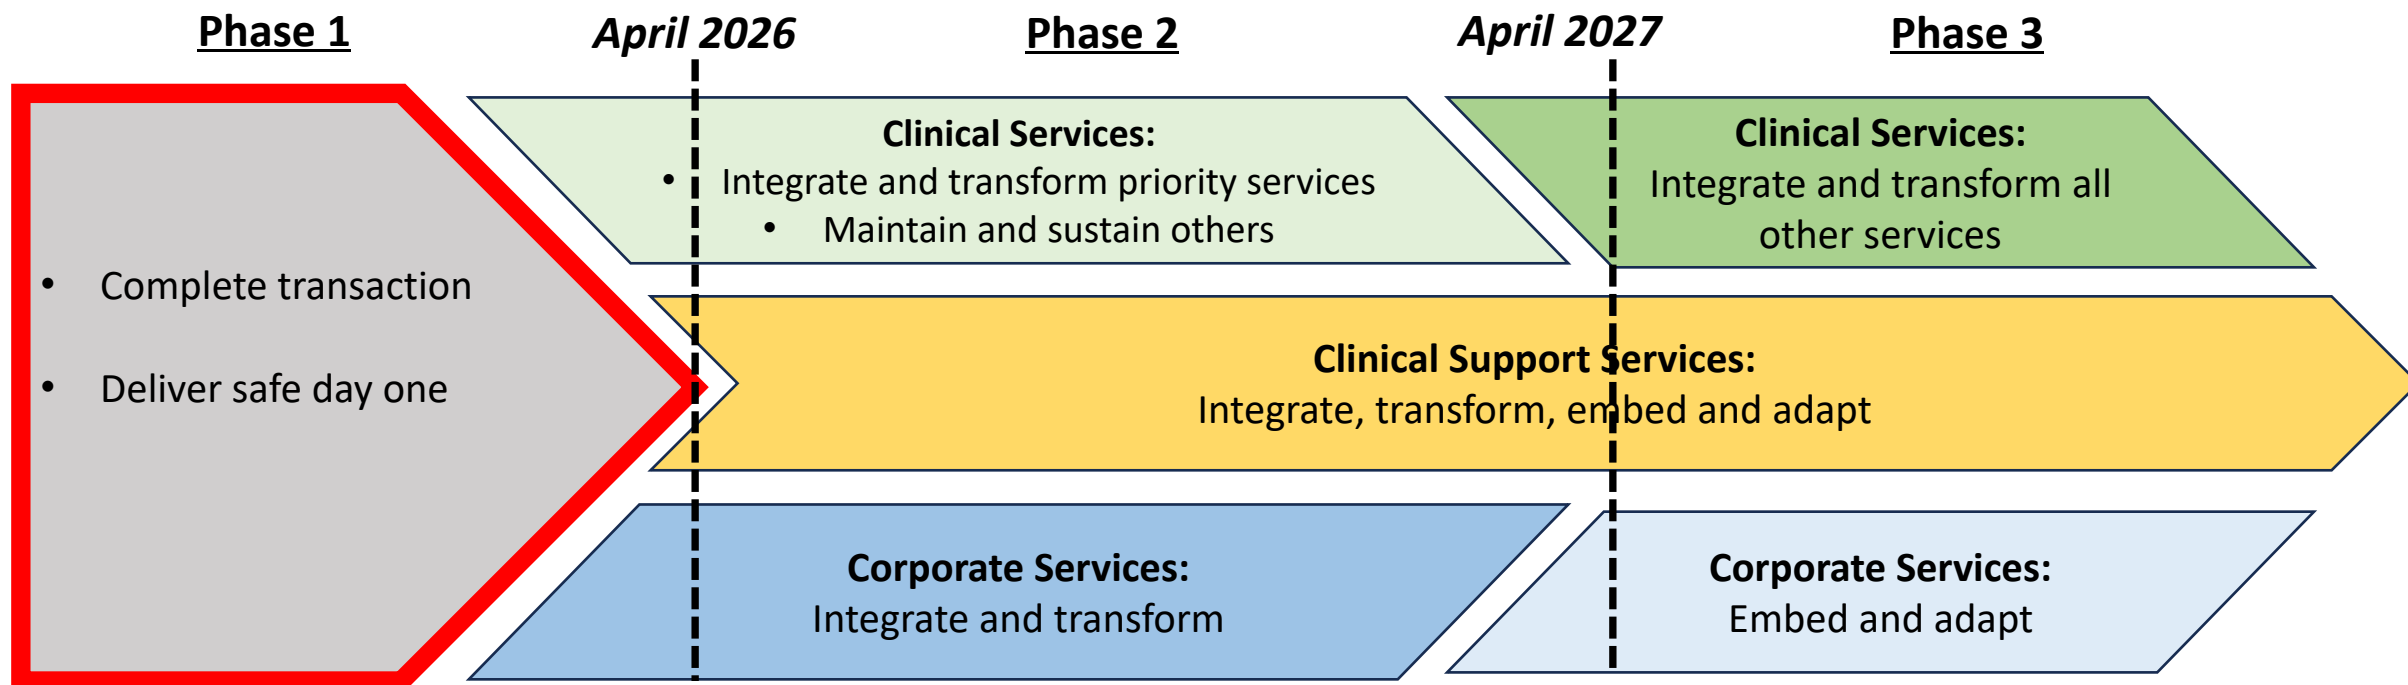 Phase 1
April 2026
Phase 2
April 2027
Phase 3
• Complete transaction
• Deliver safe day one
Clinical Services:
• Integrate and transform priority services
• Maintain and sustain others
Clinical Services:
Integrate and transform all
other services
Clinical Support Services:
Integrate, transform, embed and adapt
Corporate Services:
Integrate and transform
Corporate Services:
Embed and adapt